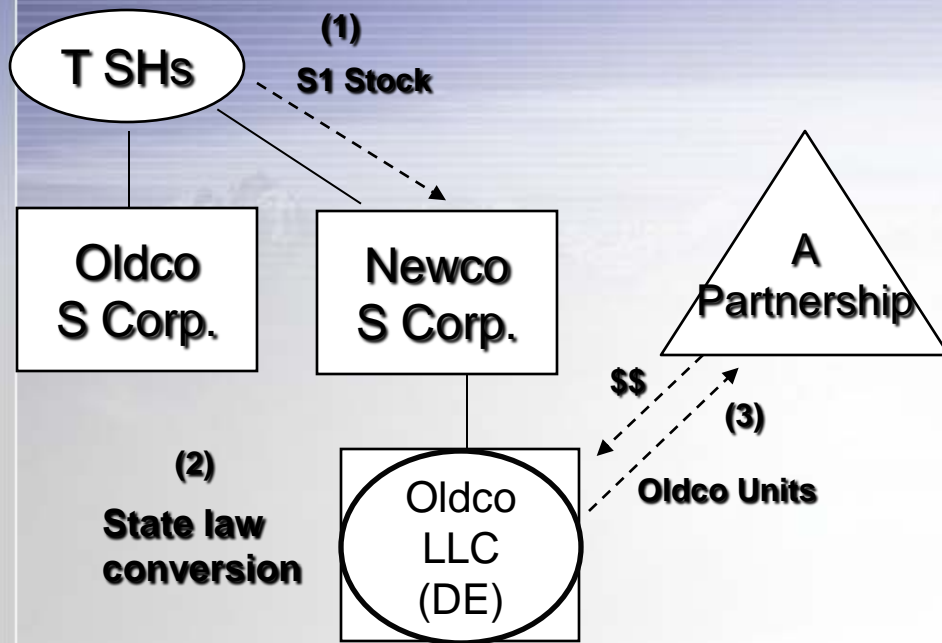 (1)
T SHs
S1 Stock
Oldco
S Corp.
Newco
S Corp.
A
Partnership
$$
(3)
(2)
State law
conversion
Oldco
LLC
(DE)
Oldco Units